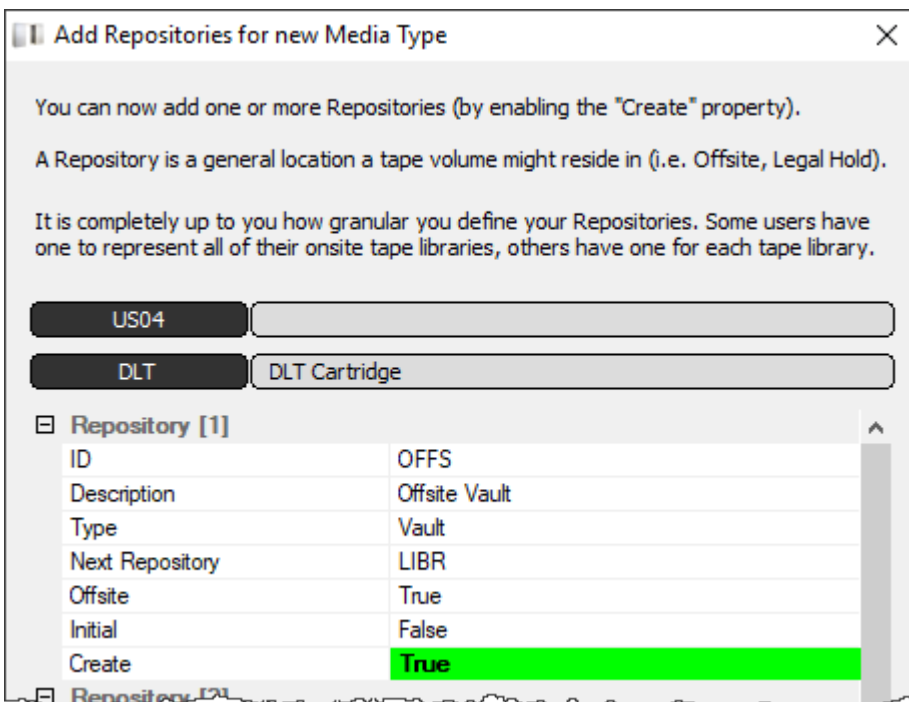 Add Repositories for new Media Type
You can now add one or more Repositories (by enabling the "Create" property).
A Repository is a general location a tape volume might reside in (i.e. Offsite, Legal Hold).
It is completely up to you how granular you define your Repositories. Some users have
one to represent all of their onsite tape libraries, others have one for each tape library.
US04
DLT DLT Cartridge
Repository [1]
ID OFFS
Description Offsite Vault
Type Vault
Next Repository LIBR
Offsite True
Initial False
Create True
Repository [2]